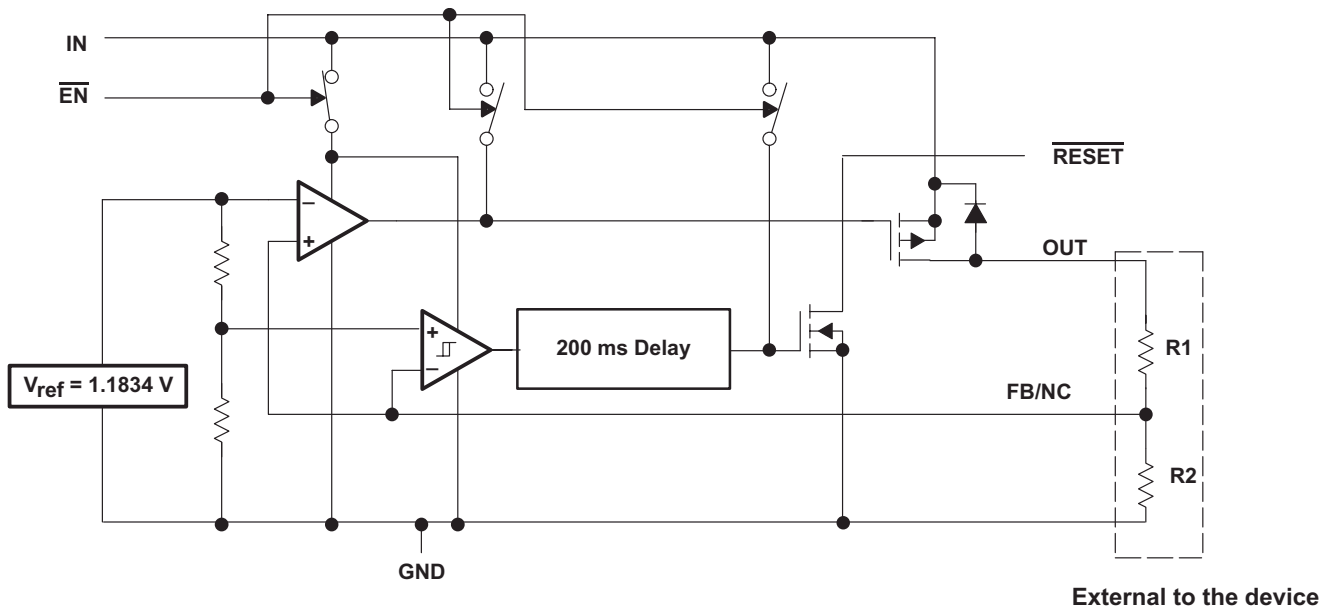 IN
EN
RESET
OUT
R1
200 ms Delay
Vref = 1.1834 V
FB/NC
R2
GND
External to the device